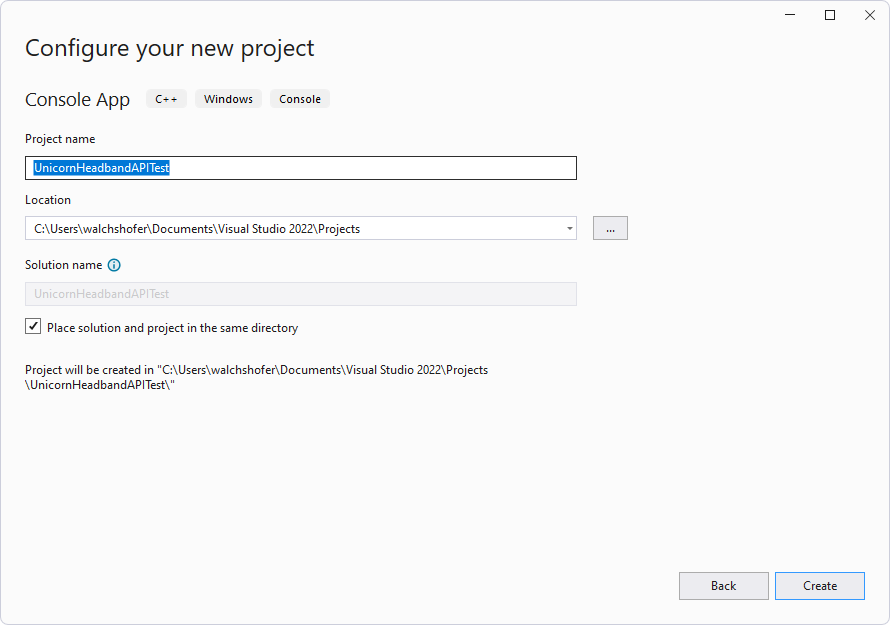 Configure your new project
Console App C++ Windows Console
Project name
UnicornHeadbandAPITest
Location
C:\Users\walchshofer\Documents\Visual Studio 2022\Projects ...
Solution name
UnicornHeadbandAPITest
Place solution and project in the same directory
Project will be created in "C:\Users\walchshofer\Documents\Visual Studio 2022\Projects
\UnicornHeadbandAPITest\"
Back Create